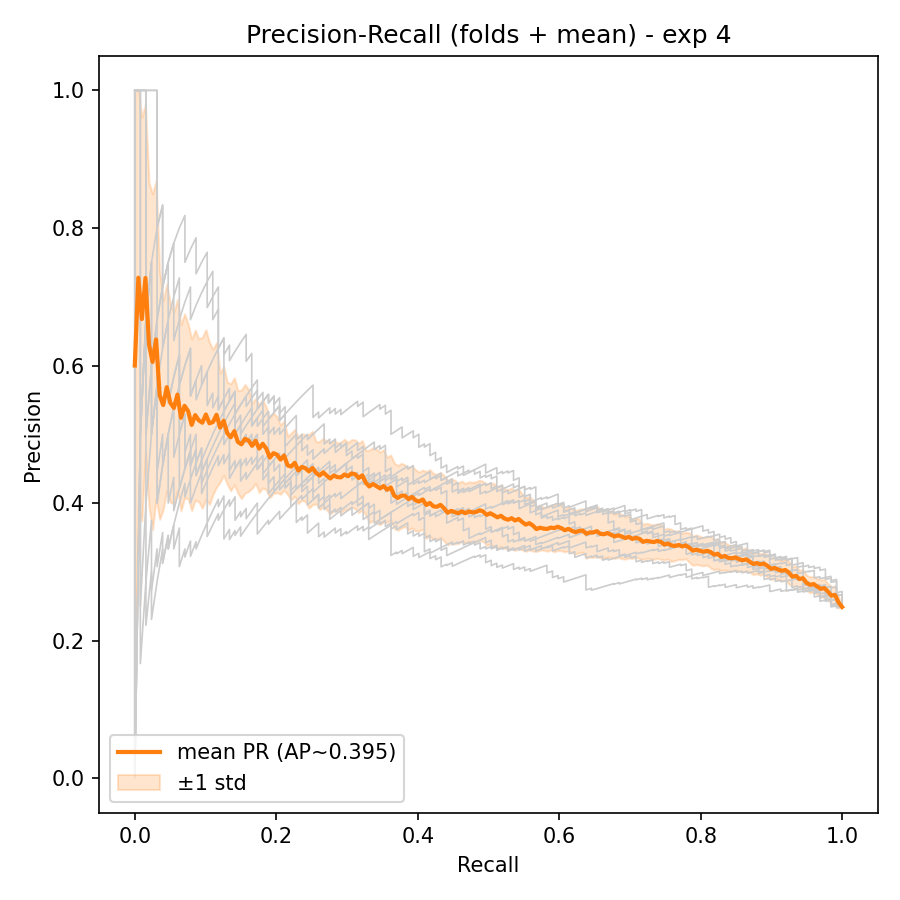 Precision-Recall (folds + mean) - exp 4
Precision
1.0
0.8
0.6
0.4
0.2
0.0
mean PR (AP~0.395)
±1 std
0.0 0.2 0.4 0.6 0.8 1.0
Recall